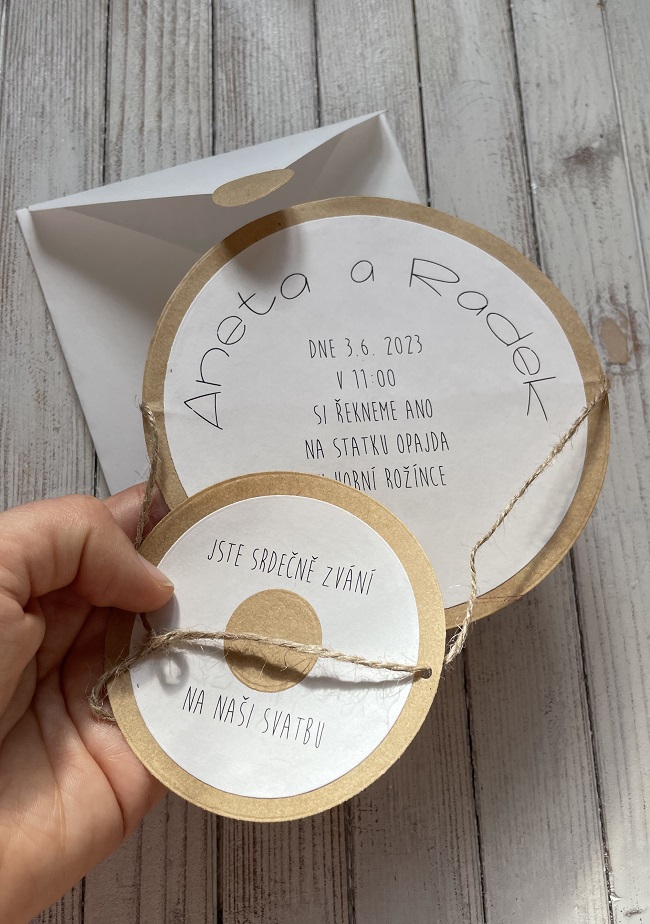 Aneta a Radek
DNE 3.6. 2023
V 11:00
SI ŘEKNEME ANO
NA STATKU OPAJDA
HORNÍ ROŽÍNCE
JSTE SRDEČNĚ ZVÁNÍ
NA NAŠI SVATBU